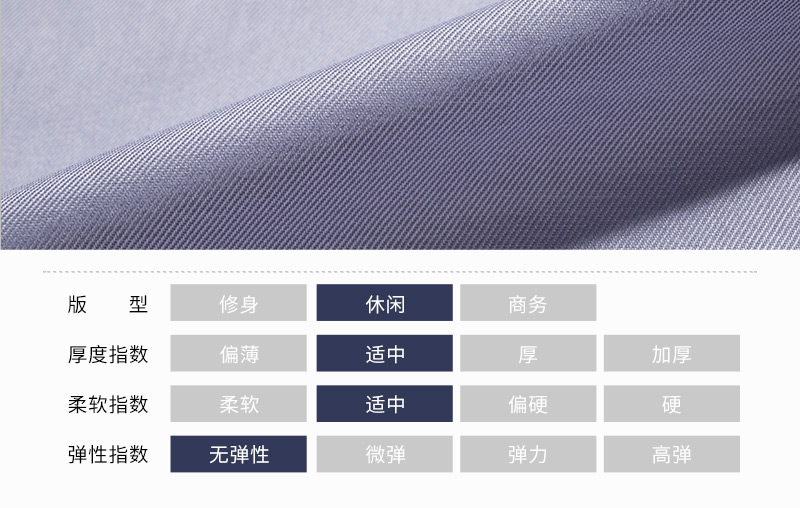 版 型 修身 休闲 商务
厚度指数 偏薄 适中 厚 加厚
柔软指数 柔软 适中 偏硬 硬
弹性指数 无弹性 微弹 弹力 高弹